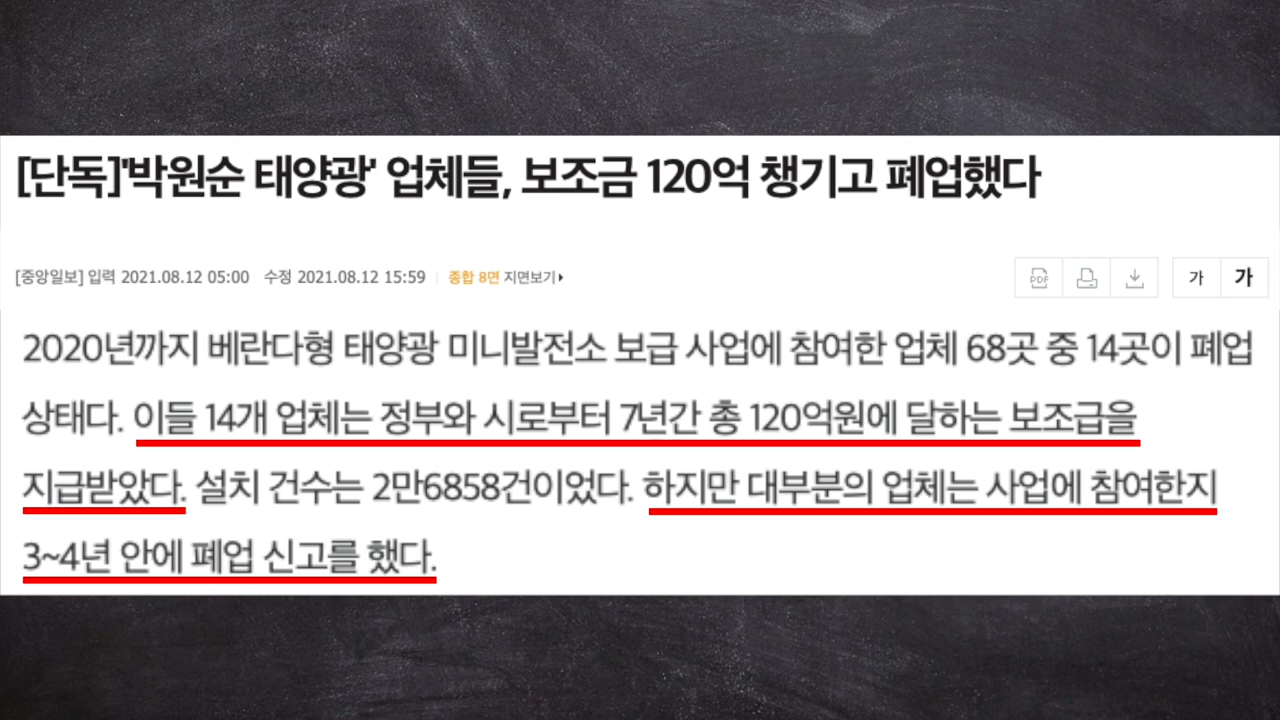 [단독]'박원순 태양광' 업체들, 보조금 120억 챙기고 폐업했다
[중앙일보] 입력 2021.08.12 05:00 수정 2021.08.12 15:59 종합 8면 지면보기
PDF 가 가
2020년까지 베란다형 태양광 미니발전소 보급 사업에 참여한 업체 68곳 중 14곳이 폐업
상태다. 이들 14개 업체는 정부와 시로부터 7년간 총 120억원에 달하는 보조급을
지급받았다. 설치 건수는 2만6858건이었다. 하지만 대부분의 업체는 사업에 참여한지
3~4년 안에 폐업 신고를 했다.